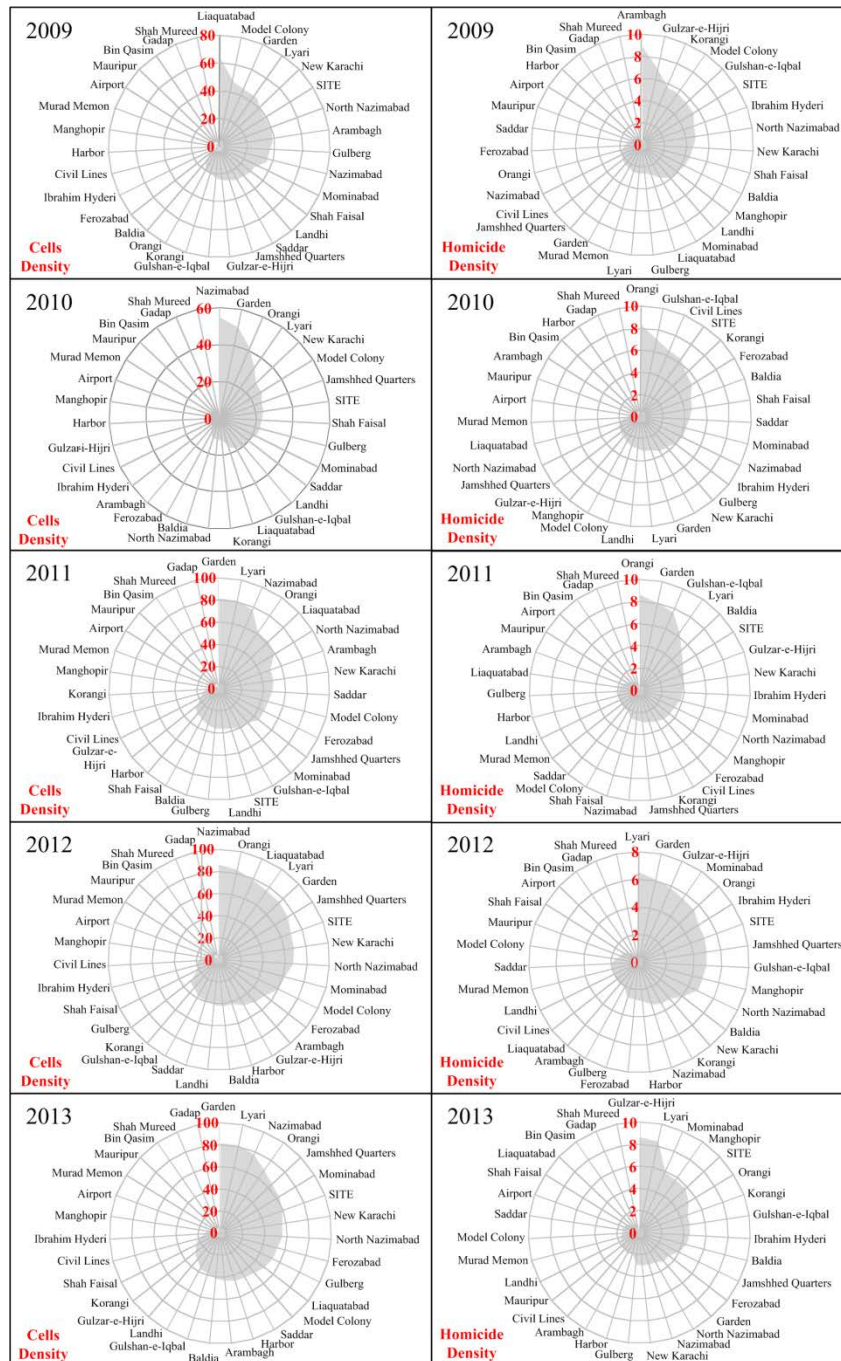 2009
80
60
40
20
0
Liaquatabad
Model Colony
Garden
Lyari
New Karachi
SITE
North Nazimabad
Arambagh
Gulberg
Nazimabad
Mominabad
Shah Faisal
Landhi
Saddar
Jamshhed Quarters
Gulzar-e-Hijri
Gulshan-e-Iqbal
Korangi
Orangi
Baldia
Ferozabad
Ibrahim Hyderi
Civil Lines
Harbor
Manghopir
Murad Memon
Airport
Mauripur
Bin Qasim
Gadap
Shah Mureed
Cells
Density
2009
10
8
6
4
2
0
Arambagh
Gulzar-e-Hijri
Korangi
Model Colony
Gulshan-e-Iqbal
SITE
Ibrahim Hyderi
North Nazimabad
New Karachi
Shah Faisal
Baldia
Manghopir
Landhi
Mominabad
Liaquatabad
Gulberg
Lyari
Murad Memon
Garden
Jamshhed Quarters
Civil Lines
Nazimabad
Orangi
Ferozabad
Saddar
Mauripur
Airport
Harbor
Bin Qasim
Gadap
Shah Mureed
Homicide
Density
2010
60
40
20
0
Nazimabad
Garden
Orangi
Lyari
New Karachi
Model Colony
Jamshhed Quarters
SITE
Shah Faisal
Gulberg
Mominabad
Saddar
Landhi
Gulshan-e-Iqbal
Liaquatabad
Korangi
North Nazimabad
Baldia
Ferozabad
Arambagh
Ibrahim Hyderi
Civil Lines
Gulzari-Hijri
Harbor
Manghopir
Airport
Murad Memon
Mauripur
Bin Qasim
Gadap
Shah Mureed
Cells
Density
2010
10
8
6
4
2
0
Orangi
Gulshan-e-Iqbal
Civil Lines
SITE
Korangi
Ferozabad
Baldia
Shah Faisal
Saddar
Mominabad
Nazimabad
Ibrahim Hyderi
Gulberg
New Karachi
Garden
Lyari
Landhi
Model Colony
Manghopir
Gulzar-e-Hijri
Jamshhed Quarters
North Nazimabad
Liaquatabad
Murad Memon
Airport
Mauripur
Arambagh
Bin Qasim
Harbor
Gadap
Shah Mureed
Homicide
Density
2011
100
80
60
40
20
0
Garden
Lyari
Nazimabad
Orangi
Liaquatabad
North Nazimabad
Arambagh
New Karachi
Saddar
Model Colony
Ferozabad
Jamshhed Quarters
Mominabad
Gulshan-e-Iqbal
SITE
Landhi
Gulberg
Baldia
Shah Faisal
Harbor
Gulzar-e-
Hijri
Civil Lines
Ibrahim Hyderi
Korangi
Manghopir
Murad Memon
Airport
Mauripur
Bin Qasim
Shah Mureed
Gadap
Cells
Density
2011
10
8
6
4
2
0
Orangi
Garden
Gulshan-e-Iqbal
Lyari
Baldia
SITE
Gulzar-e-Hijri
New Karachi
Ibrahim Hyderi
Mominabad
North Nazimabad
Manghopir
Ferozabad
Civil Lines
Korangi
Jamshhed Quarters
Nazimabad
Shah Faisal
Model Colony
Saddar
Murad Memon
Landhi
Harbor
Gulberg
Liaquatabad
Arambagh
Mauripur
Airport
Bin Qasim
Gadap
Shah Mureed
Homicide
Density
2012
100
80
60
40
20
0
Nazimabad
Orangi
Liaquatabad
Lyari
Garden
Jamshhed Quarters
SITE
New Karachi
North Nazimabad
Mominabad
Model Colony
Ferozabad
Arambagh
Gulzar-e-Hijri
Harbor
Baldia
Landhi
Saddar
Gulshan-e-Iqbal
Korangi
Gulberg
Shah Faisal
Ibrahim Hyderi
Civil Lines
Manghopir
Airport
Murad Memon
Mauripur
Bin Qasim
Shah Mureed
Gadap
Cells
Density
2012
8
6
4
2
0
Lyari
Garden
Gulzar-e-Hijri
Mominabad
Orangi
Ibrahim Hyderi
SITE
Jamshhed Quarters
Gulshan-e-Iqbal
Manghopir
North Nazimabad
Baldia
New Karachi
Korangi
Nazimabad
Harbor
Ferozabad
Gulberg
Arambagh
Liaquatabad
Civil Lines
Landhi
Murad Memon
Saddar
Model Colony
Mauripur
Shah Faisal
Airport
Bin Qasim
Gadap
Shah Mureed
Homicide
Density
2013
100
80
60
40
20
0
Garden
Lyari
Nazimabad
Orangi
Jamshhed Quarters
Mominabad
SITE
New Karachi
North Nazimabad
Ferozabad
Gulberg
Liaquatabad
Model Colony
Saddar
Harbor
Arambagh
Baldia
Gulshan-e-Iqbal
Landhi
Gulzar-e-Hijri
Korangi
Shah Faisal
Civil Lines
Ibrahim Hyderi
Manghopir
Airport
Murad Memon
Mauripur
Bin Qasim
Shah Mureed
Gadap
Cells
Density
2013
10
8
6
4
2
0
Gulzar-e-Hijri
Lyari
Mominabad
Manghopir
SITE
Orangi
Korangi
Gulshan-e-Iqbal
Ibrahim Hyderi
Baldia
Jamshhed Quarters
Ferozabad
Garden
North Nazimabad
Nazimabad
New Karachi
Gulberg
Harbor
Arambagh
Civil Lines
Mauripur
Landhi
Murad Memon
Model Colony
Saddar
Airport
Shah Faisal
Liaquatabad
Bin Qasim
Gadap
Shah Mureed
Homicide
Density